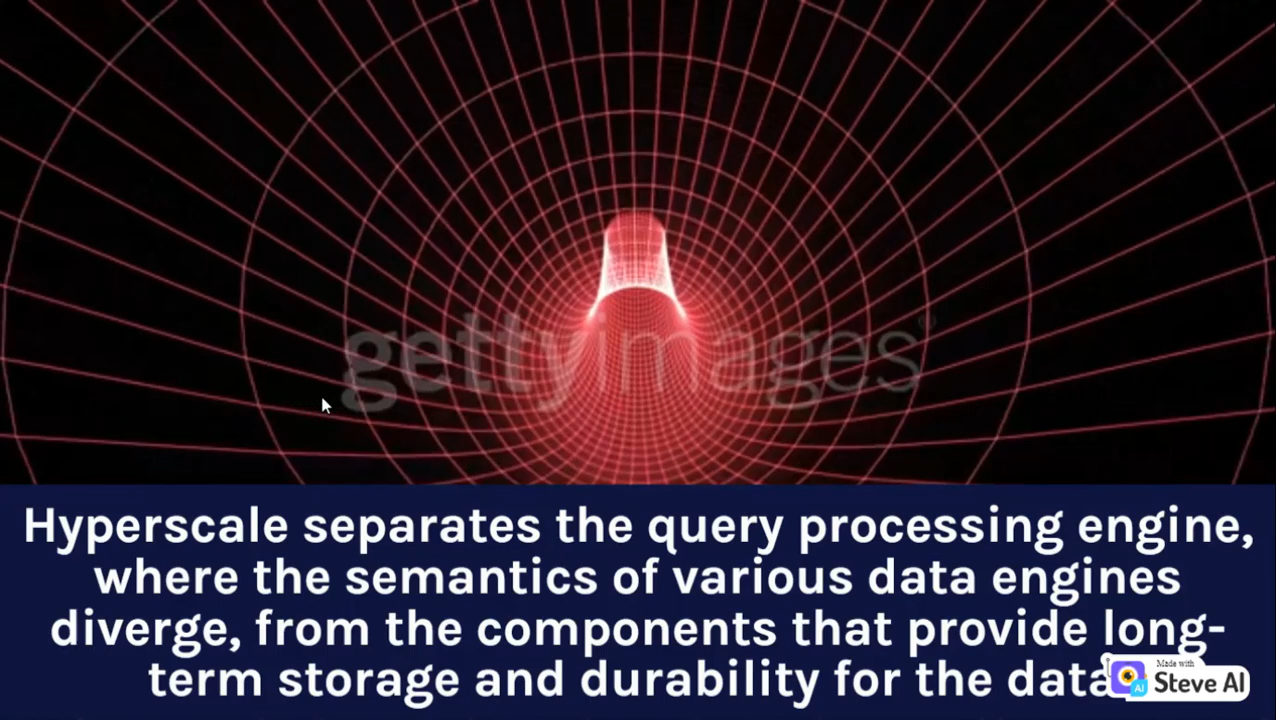 gettyimages®
Hyperscale separates the query processing engine,
where the semantics of various data engines
diverge, from the components that provide long-
term storage and durability for the data
Made with
AI Steve AI